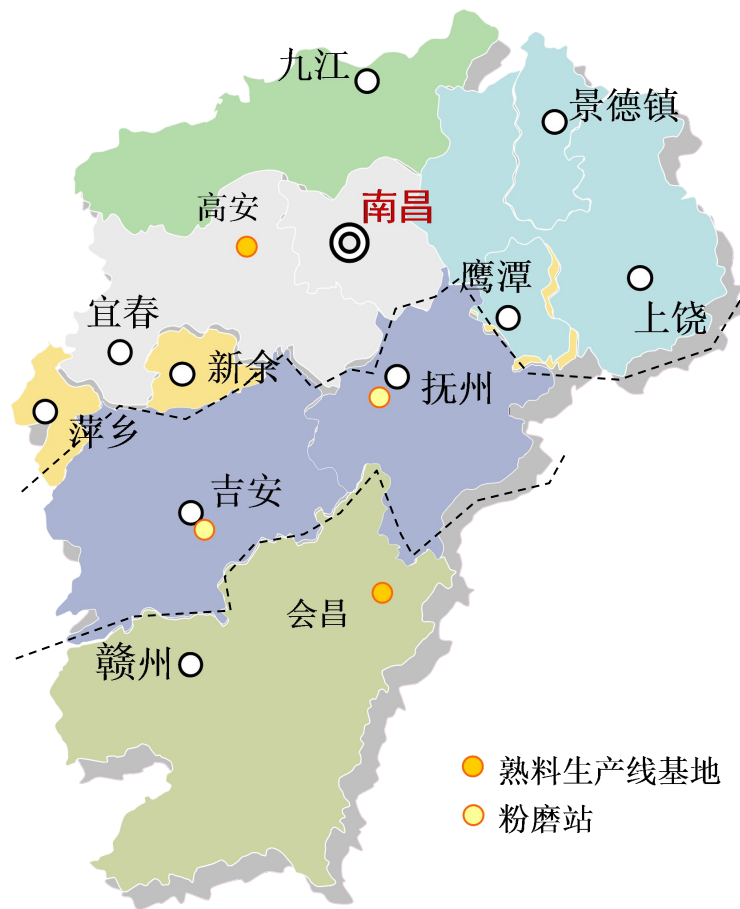 九江
景德镇
高安
南昌
鹰潭
宜春
上饶
新余
抚州
萍乡
吉安
会昌
赣州
熟料生产线基地
粉磨站